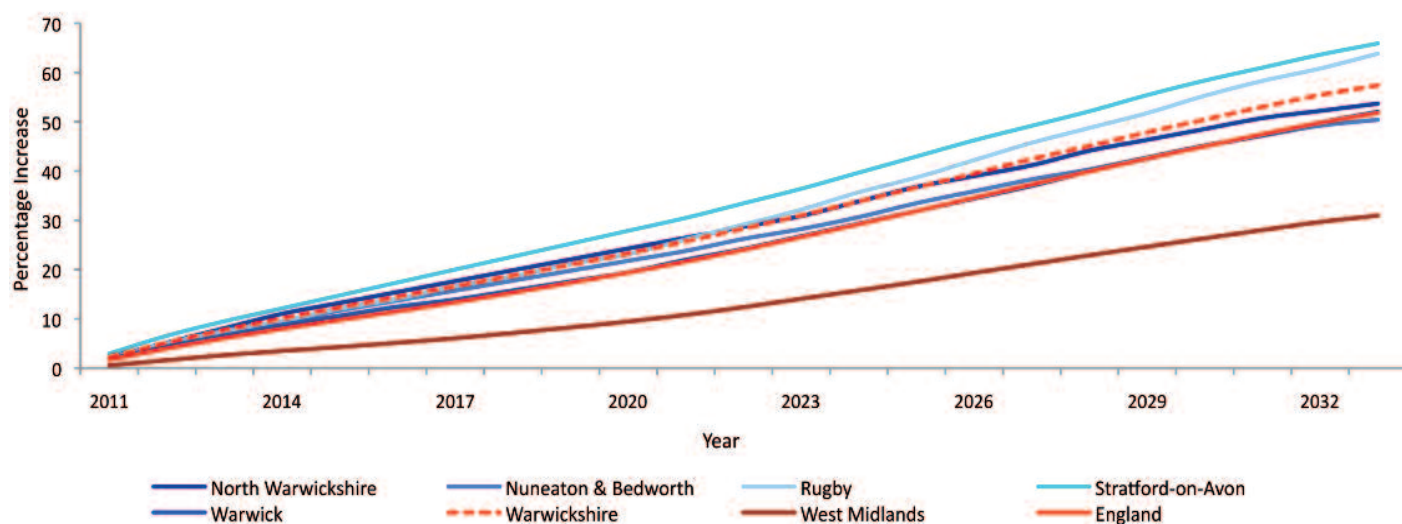 70
60
50
40
30
20
10
0
Percentage Increase
2011 2014 2017 2020 2023 2026 2029 2032
Year
North Warwickshire Nuneaton & Bedworth Rugby Stratford-on-Avon
Warwick Warwickshire West Midlands England